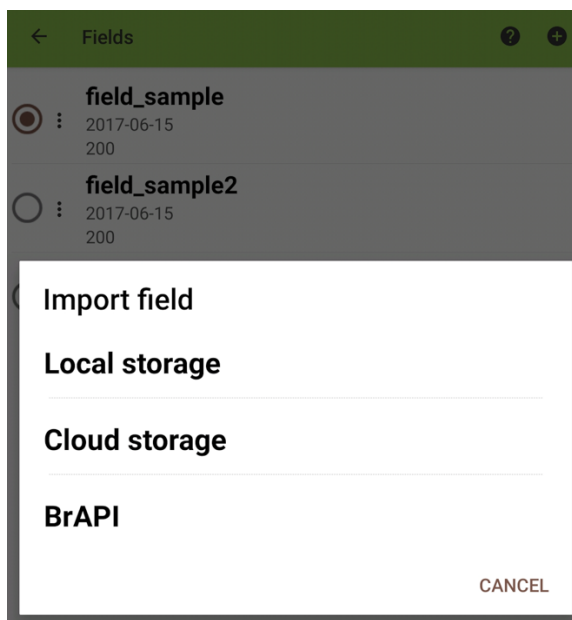 Fields
field_sample
2017-06-15
200
field_sample2
2017-06-15
200
Import field
Local storage
Cloud storage
BrAPI
CANCEL